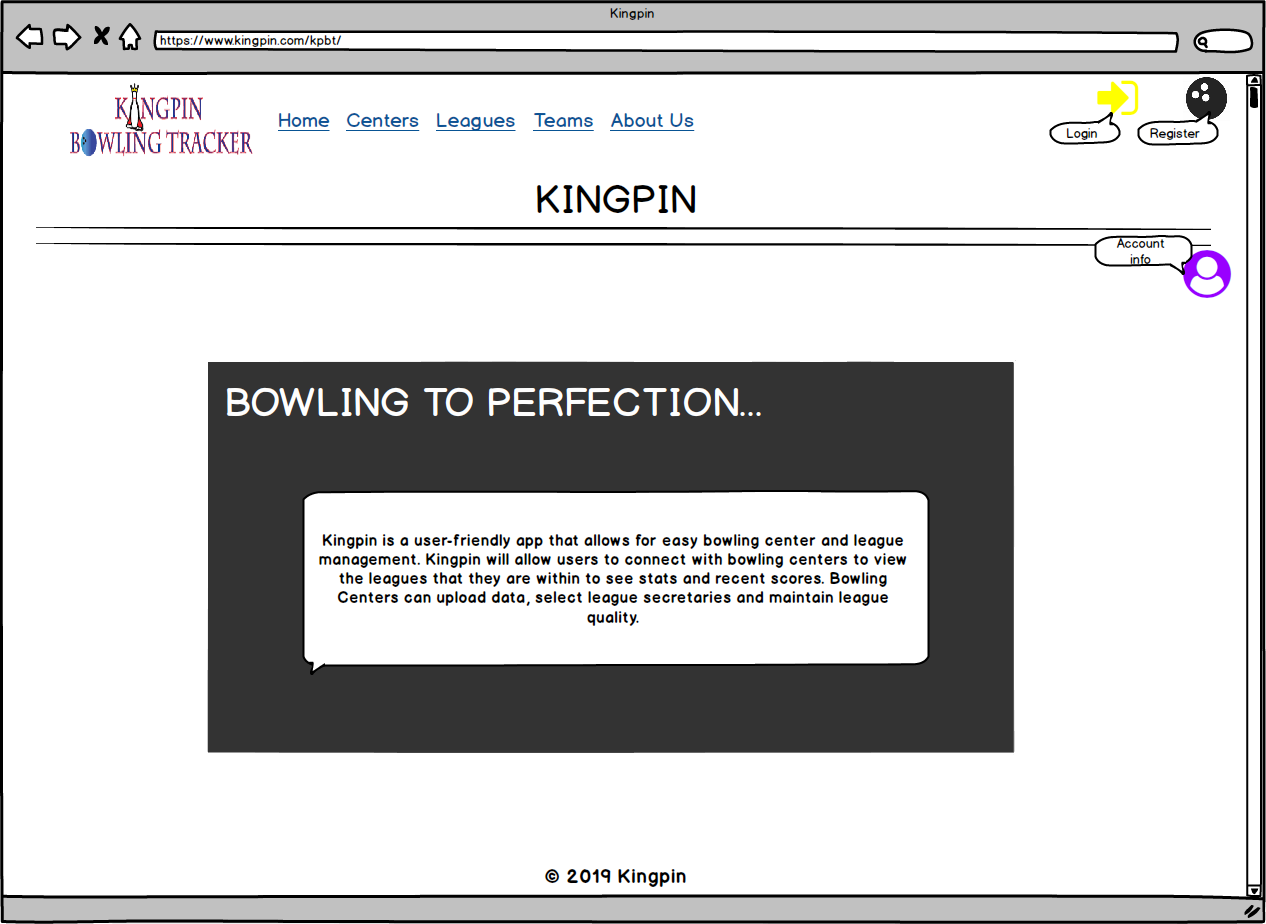 Kingpin
https://www.kingpin.com/kpbt/
KINGPIN
BOWLING TRACKER
Home Centers Leagues Teams About Us
Login Register
KINGPIN
Account
info
BOWLING TO PERFECTION...
Kingpin is a user-friendly app that allows for easy bowling center and league
management. Kingpin will allow users to connect with bowling centers to view
the leagues that they are within to see stats and recent scores. Bowling
Centers can upload data, select league secretaries and maintain league
quality.
© 2019 Kingpin